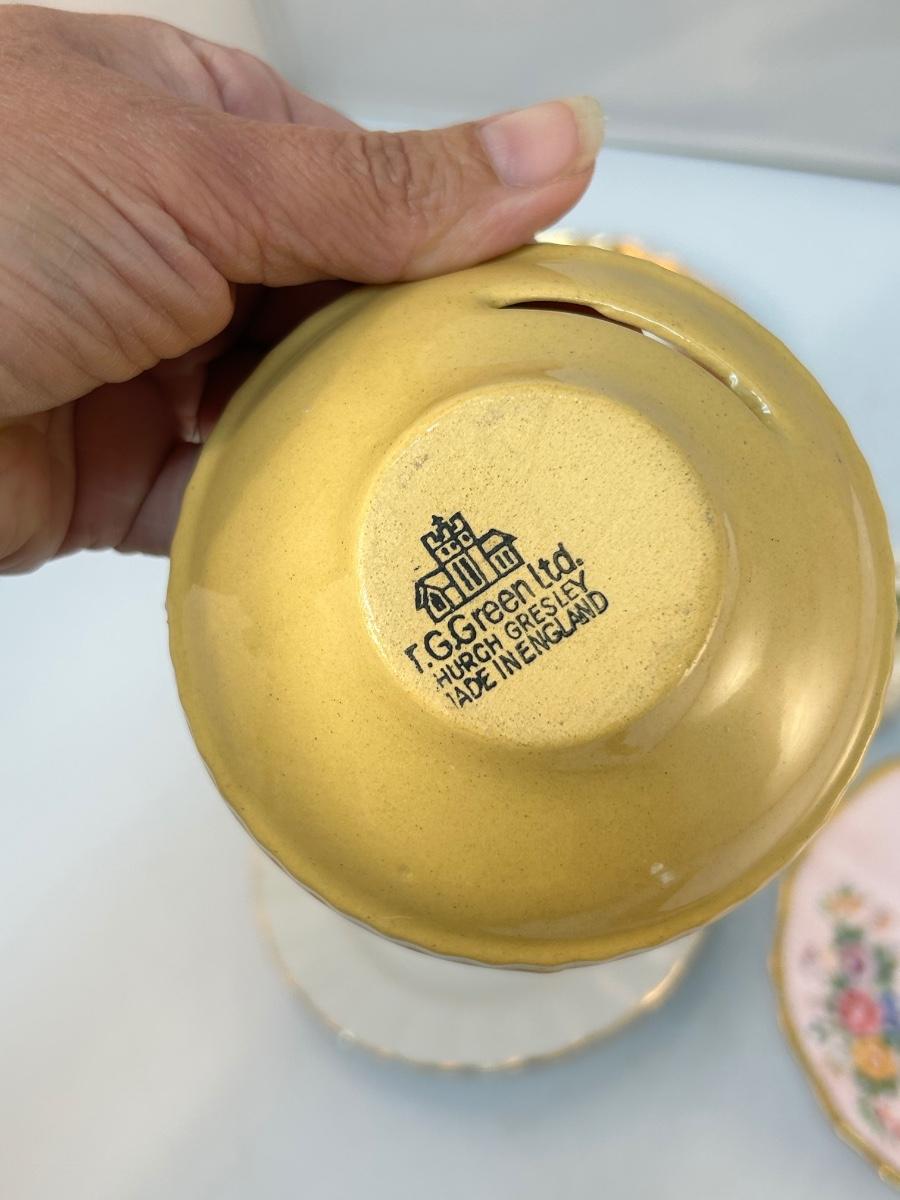 T.G.Green Ltd.
HURCH GRESLEY
ADE IN ENGLAND